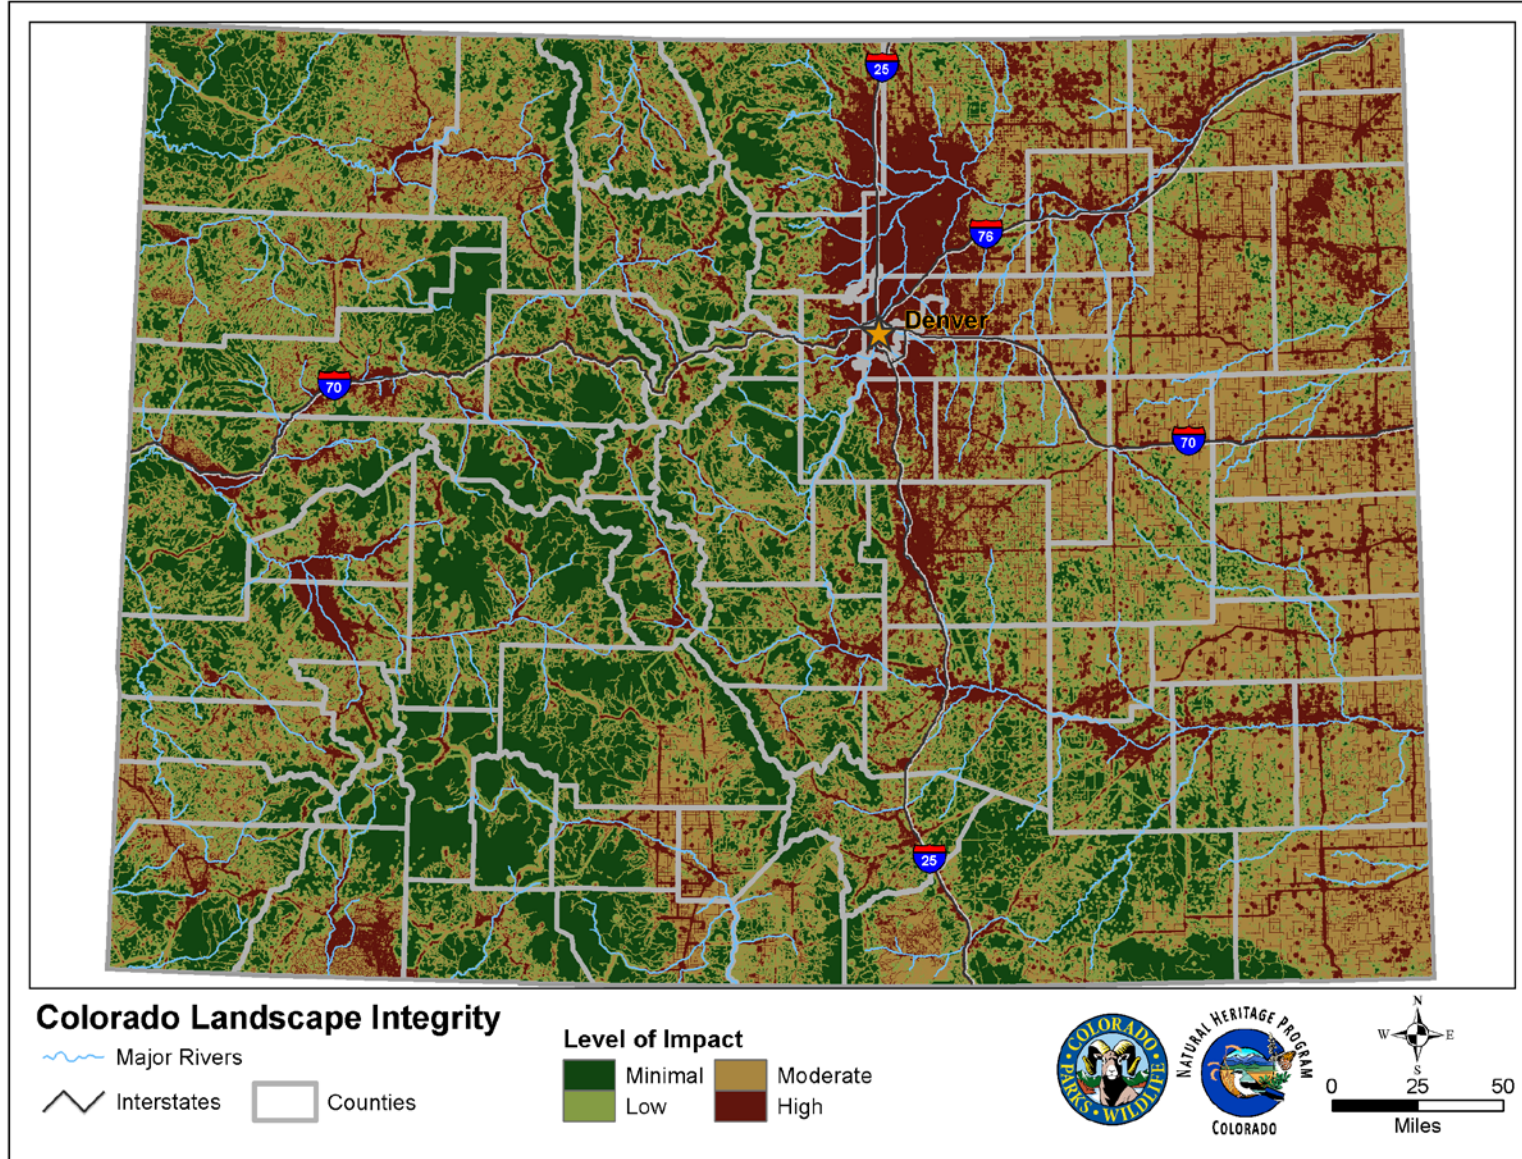 25
76
Denver
70
70
25
Colorado Landscape Integrity
Major Rivers
Interstates
Counties
Level of Impact
Minimal
Low
Moderate
High
COLORADO
PARKS • WILDLIFE
NATURAL HERITAGE PROGRAM
COLORADO
N
W
E
S
0 25 50
Miles